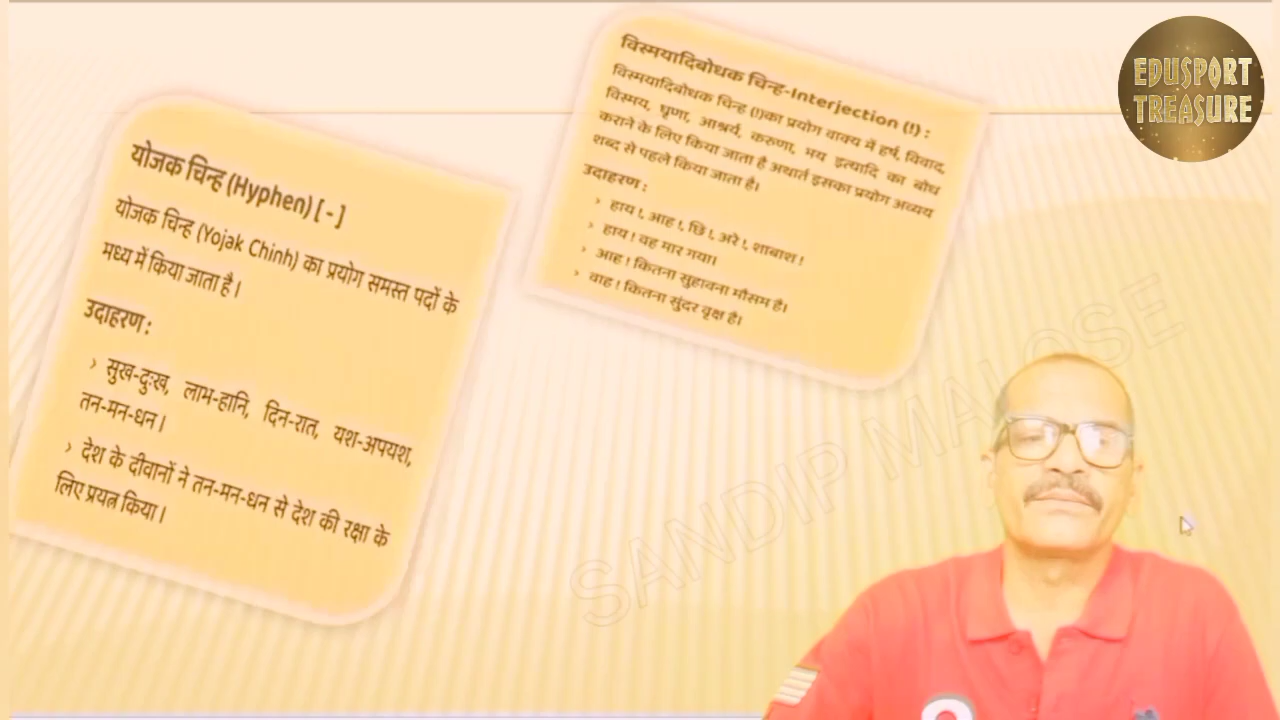 योजक चिन्ह (Hyphen) [ - ]
योजक चिन्ह (Yojak Chinh) का प्रयोग समस्त पदों के
मध्य में किया जाता है।
उदाहरण :
› सुख-दुःख, लाभ-हानि, दिन-रात, यश-अपयश,
तन-मन-धन।
› देश के दीवानों ने तन-मन-धन से देश की रक्षा के
लिए प्रयत्न किया।
विस्मयादिबोधक चिन्ह-Interjection (!) :
विस्मयादिबोधक चिन्ह (!)का प्रयोग वाक्य में हर्ष, विवाद,
विस्मय, घृणा, आश्चर्य, करुणा, भय इत्यादि का बोध
कराने के लिए किया जाता है अथार्त इसका प्रयोग अव्यय
शब्द से पहले किया जाता है।
उदाहरण :
› हाय !, आह !, छि !, अरे !, शाबाश !
› हाय ! वह मार गया।
› आह ! कितना सुहावना मौसम है।
› वाह ! कितना सुंदर वृक्ष है।
EDUSPORT
TREASURE
SANDIP MALOSE